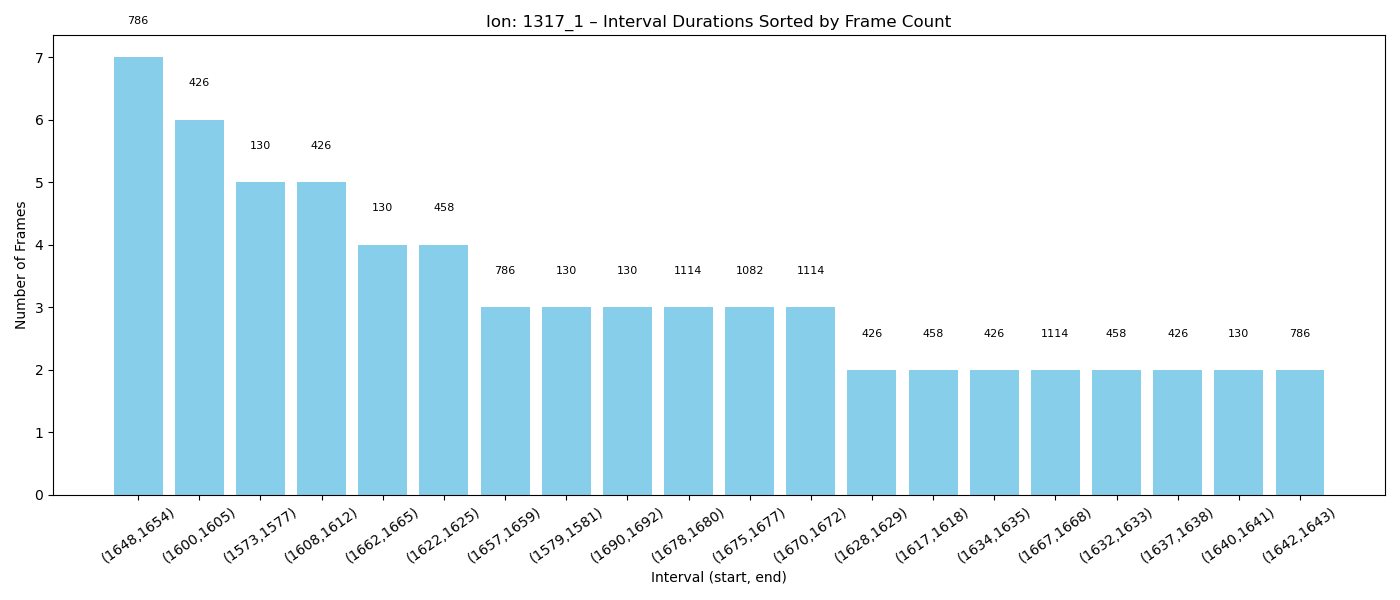 786
Ion: 1317_1 – Interval Durations Sorted by Frame Count
426
130 426
130 458
786 130 130 1114 1082 1114
426 458 426 1114 458 426 130 786
Number of Frames
7
6
5
4
3
2
1
0
(1648,1654) (1600,1605) (1573,1577) (1608,1612) (1662,1665) (1622,1625) (1657,1659) (1579,1581) (1690,1692) (1678,1680) (1675,1677) (1670,1672) (1628,1629) (1617,1618) (1634,1635) (1667,1668) (1632,1633) (1637,1638) (1640,1641) (1642,1643)
Interval (start, end)